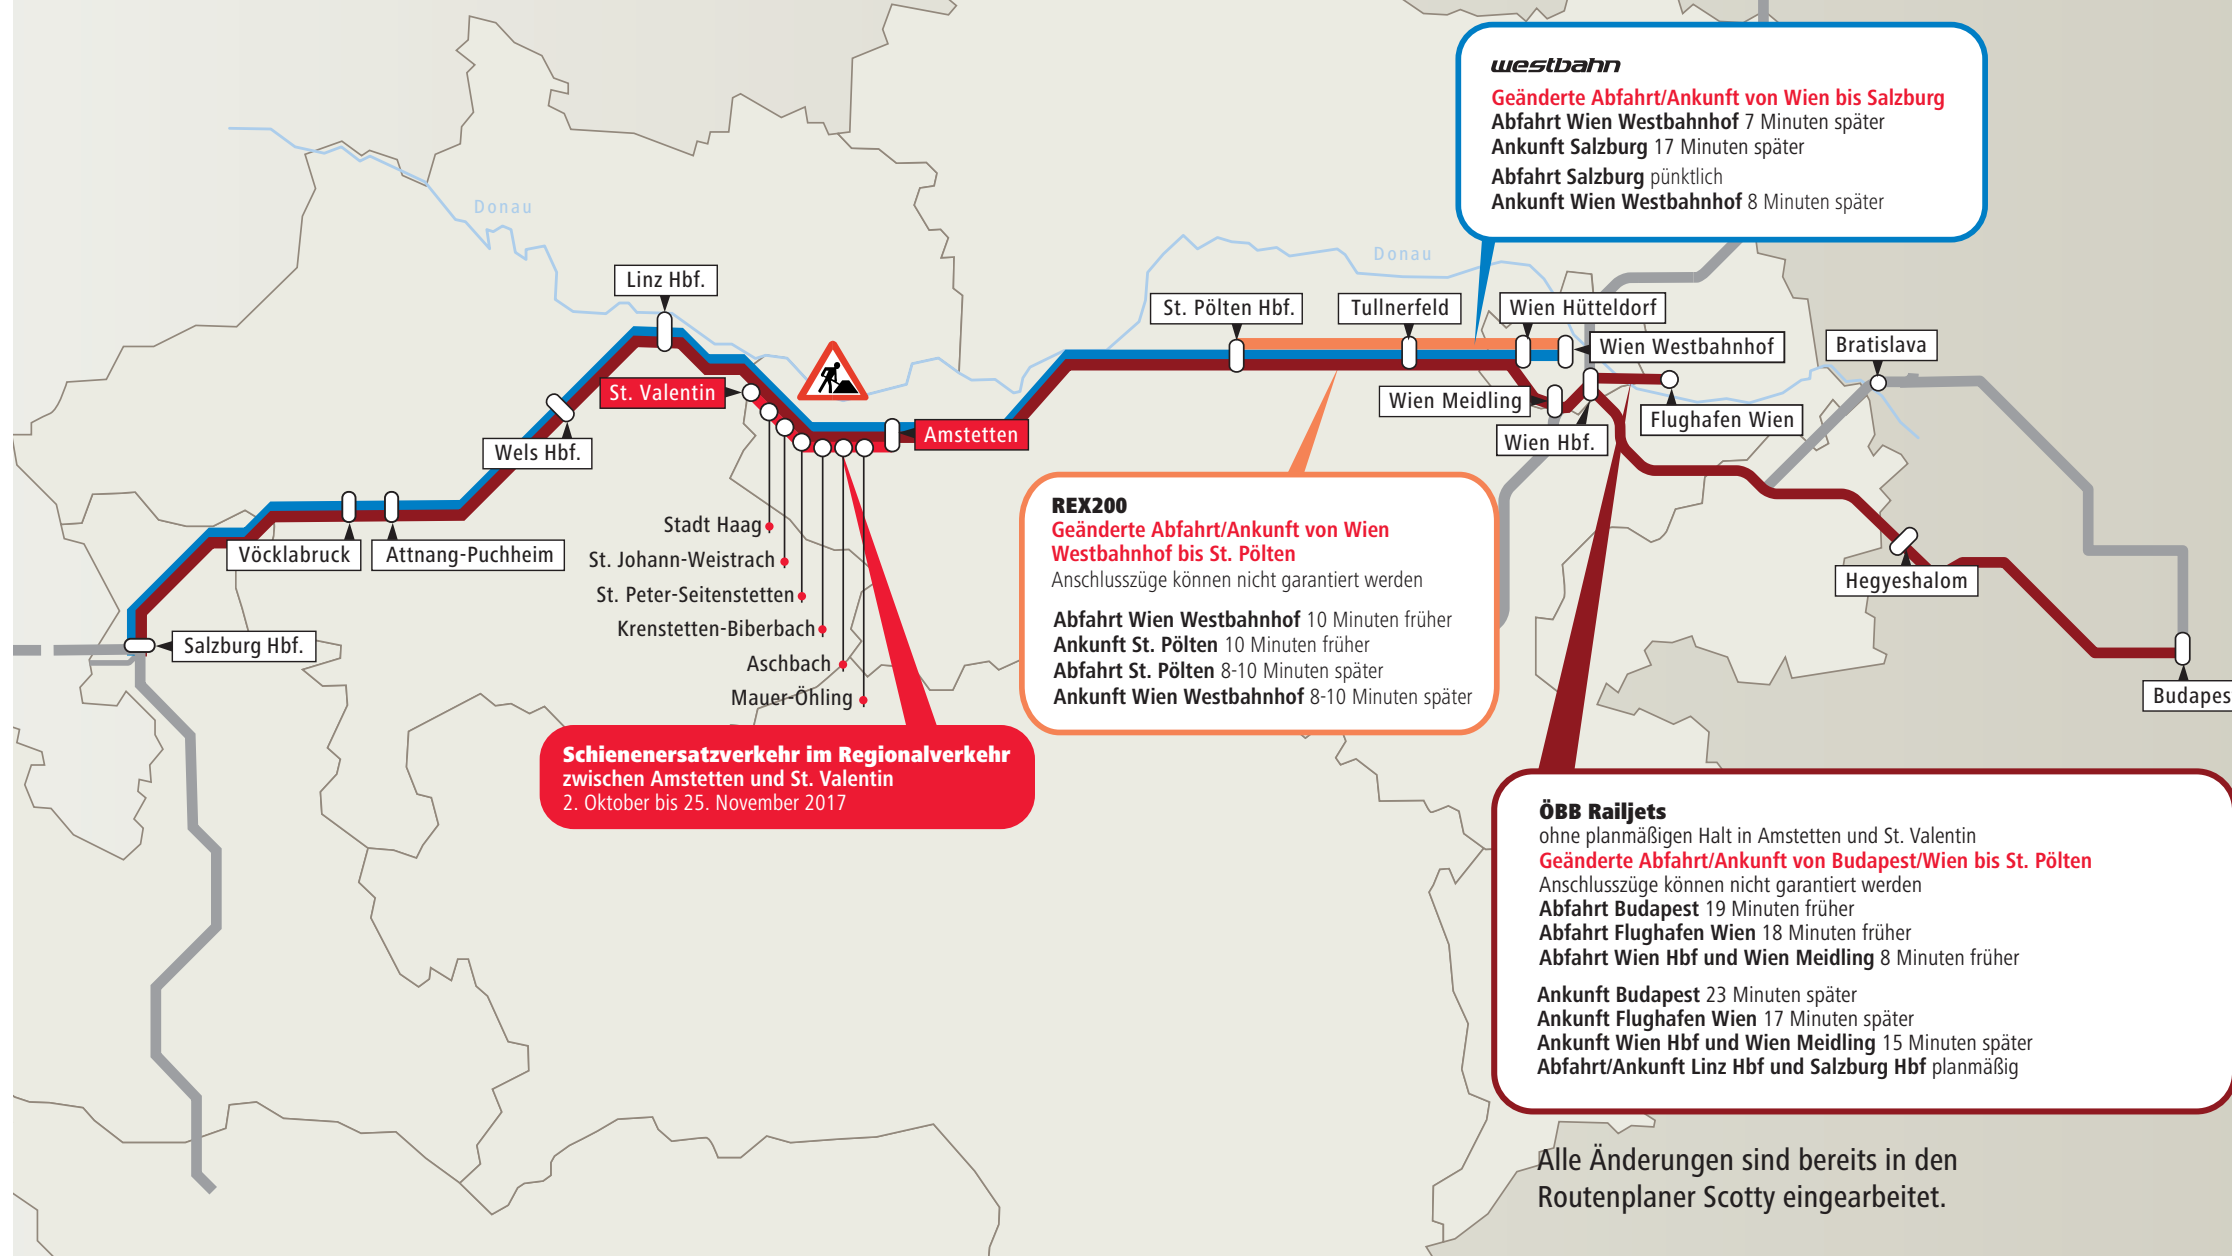 westbahn
Geänderte Abfahrt/Ankunft von Wien bis Salzburg
Abfahrt Wien Westbahnhof 7 Minuten später
Ankunft Salzburg 17 Minuten später
Abfahrt Salzburg pünktlich
Ankunft Wien Westbahnhof 8 Minuten später
Donau
Donau
Linz Hbf.
St. Pölten Hbf.
Tullnerfeld
Wien Hütteldorf
Wien Westbahnhof
Bratislava
St. Valentin
Wien Meidling
Flughafen Wien
Amstetten
Wien Hbf.
Wels Hbf.
Vöcklabruck
Attnang-Puchheim
Hegyeshalom
Salzburg Hbf.
Budapes
Stadt Haag
St. Johann-Weistrach
St. Peter-Seitenstetten
Krenstetten-Biberbach
Aschbach
Mauer-Öhling
REX200
Geänderte Abfahrt/Ankunft von Wien
Westbahnhof bis St. Pölten
Anschlusszüge können nicht garantiert werden
Abfahrt Wien Westbahnhof 10 Minuten früher
Ankunft St. Pölten 10 Minuten früher
Abfahrt St. Pölten 8-10 Minuten später
Ankunft Wien Westbahnhof 8-10 Minuten später
Schienenersatzverkehr im Regionalverkehr
zwischen Amstetten und St. Valentin
2. Oktober bis 25. November 2017
ÖBB Railjets
ohne planmäßigen Halt in Amstetten und St. Valentin
Geänderte Abfahrt/Ankunft von Budapest/Wien bis St. Pölten
Anschlusszüge können nicht garantiert werden
Abfahrt Budapest 19 Minuten früher
Abfahrt Flughafen Wien 18 Minuten früher
Abfahrt Wien Hbf und Wien Meidling 8 Minuten früher
Ankunft Budapest 23 Minuten später
Ankunft Flughafen Wien 17 Minuten später
Ankunft Wien Hbf und Wien Meidling 15 Minuten später
Abfahrt/Ankunft Linz Hbf und Salzburg Hbf planmäßig
Alle Änderungen sind bereits in den
Routenplaner Scotty eingearbeitet.